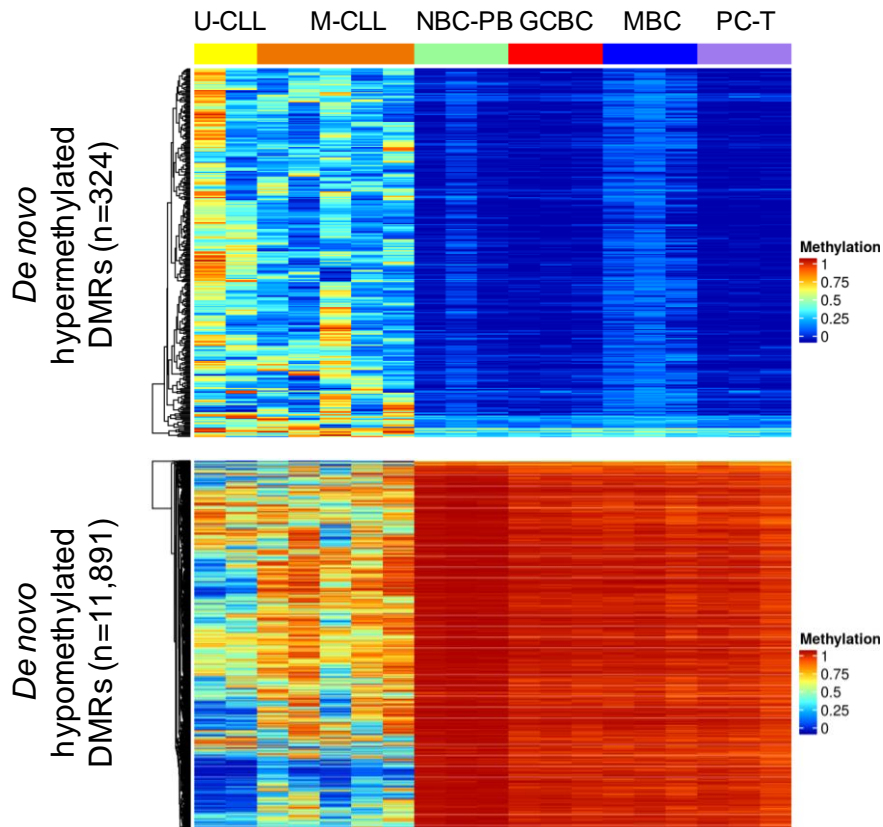 U-CLL M-CLL NBC-PB GCBC MBC PC-T
De novo
hypermethylated
DMRs (n=324)
Methylation
1
0.75
0.5
0.25
0
De novo
hypomethylated
DMRs (n=11,891)
Methylation
1
0.75
0.5
0.25
0